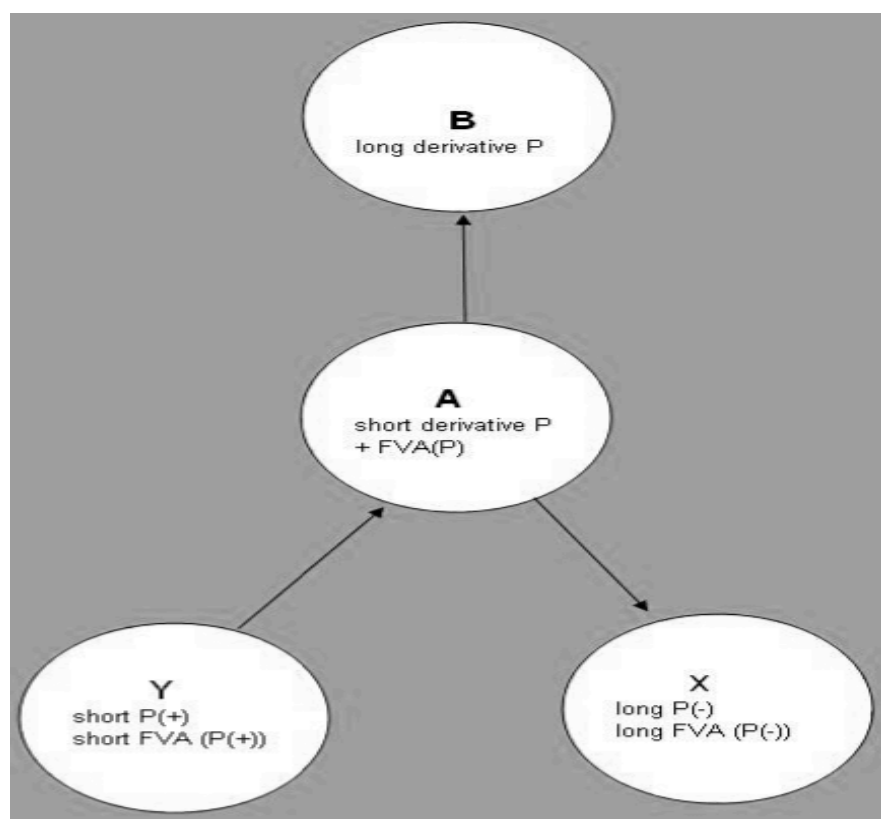 B
long derivative P
A
short derivative P
+ FVA(P)
Y
short P(+)
short FVA (P(+))
X
long P(-)
long FVA (P(-))